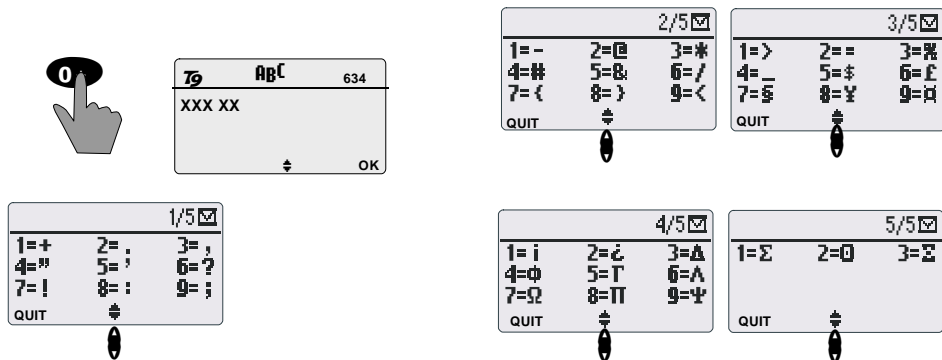 0
T9 ABC 634
XXX XX
OK
1/5
1=+ 2= . 3= ,
4=" 5= ' 6=?
7= ! 8= : 9= ;
QUIT
2/5
1= - 2=@ 3=*
4=# 5=& 6= /
7= { 8= } 9= <
QUIT
3/5
1= > 2= = 3=%
4=_ 5=$ 6=£
7=§ 8=¥ 9=¤
QUIT
4/5
1= ¡ 2=¿ 3=Δ
4=Φ 5=Γ 6=Λ
7=Ω 8=Π 9=Ψ
QUIT
5/5
1=Σ 2=Θ 3=Ξ
QUIT